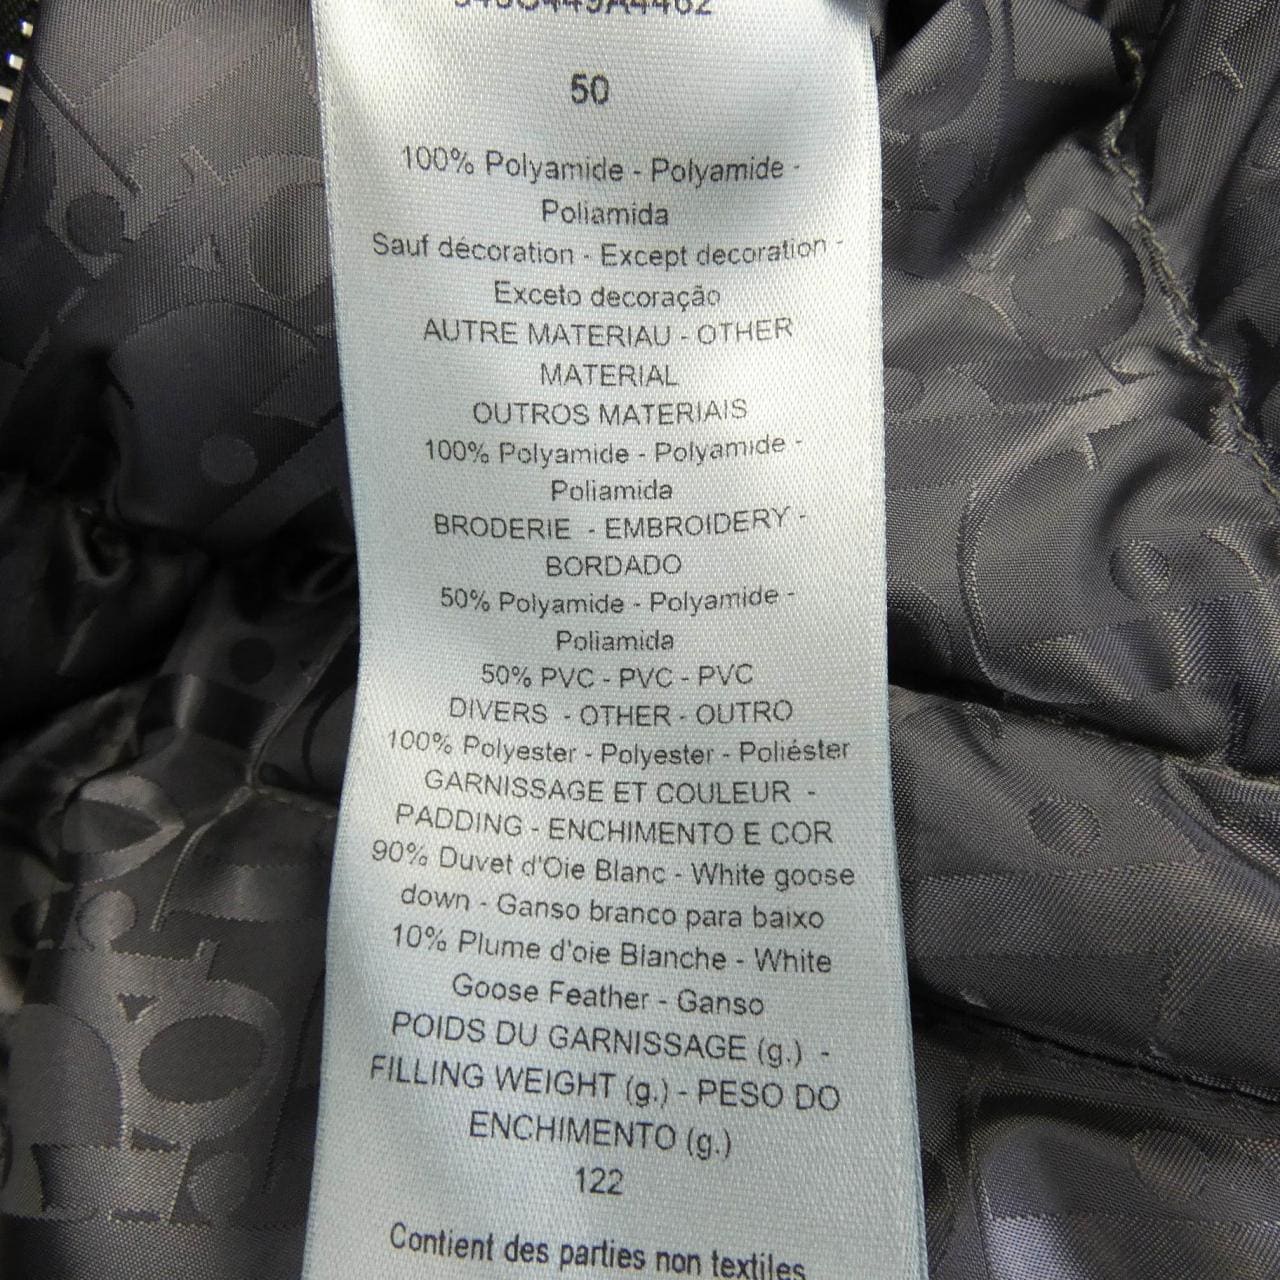 50
100% Polyamide - Polyamide -
Poliamida
Sauf décoration - Except decoration -
Exceto decoração
AUTRE MATERIAU - OTHER
MATERIAL
OUTROS MATERIAIS
100% Polyamide - Polyamide -
Poliamida
BRODERIE - EMBROIDERY -
BORDADO
50% Polyamide - Polyamide -
Poliamida
50% PVC - PVC - PVC
DIVERS - OTHER - OUTRO
100% Polyester - Polyester - Poliéster
GARNISSAGE ET COULEUR -
PADDING - ENCHIMENTO E COR
90% Duvet d'Oie Blanc - White goose
down - Ganso branco para baixo
10% Plume d'oie Blanche - White
Goose Feather - Ganso
POIDS DU GARNISSAGE (g.) -
FILLING WEIGHT (g.) - PESO DO
ENCHIMENTO (g.)
122
Contient des parties non textiles